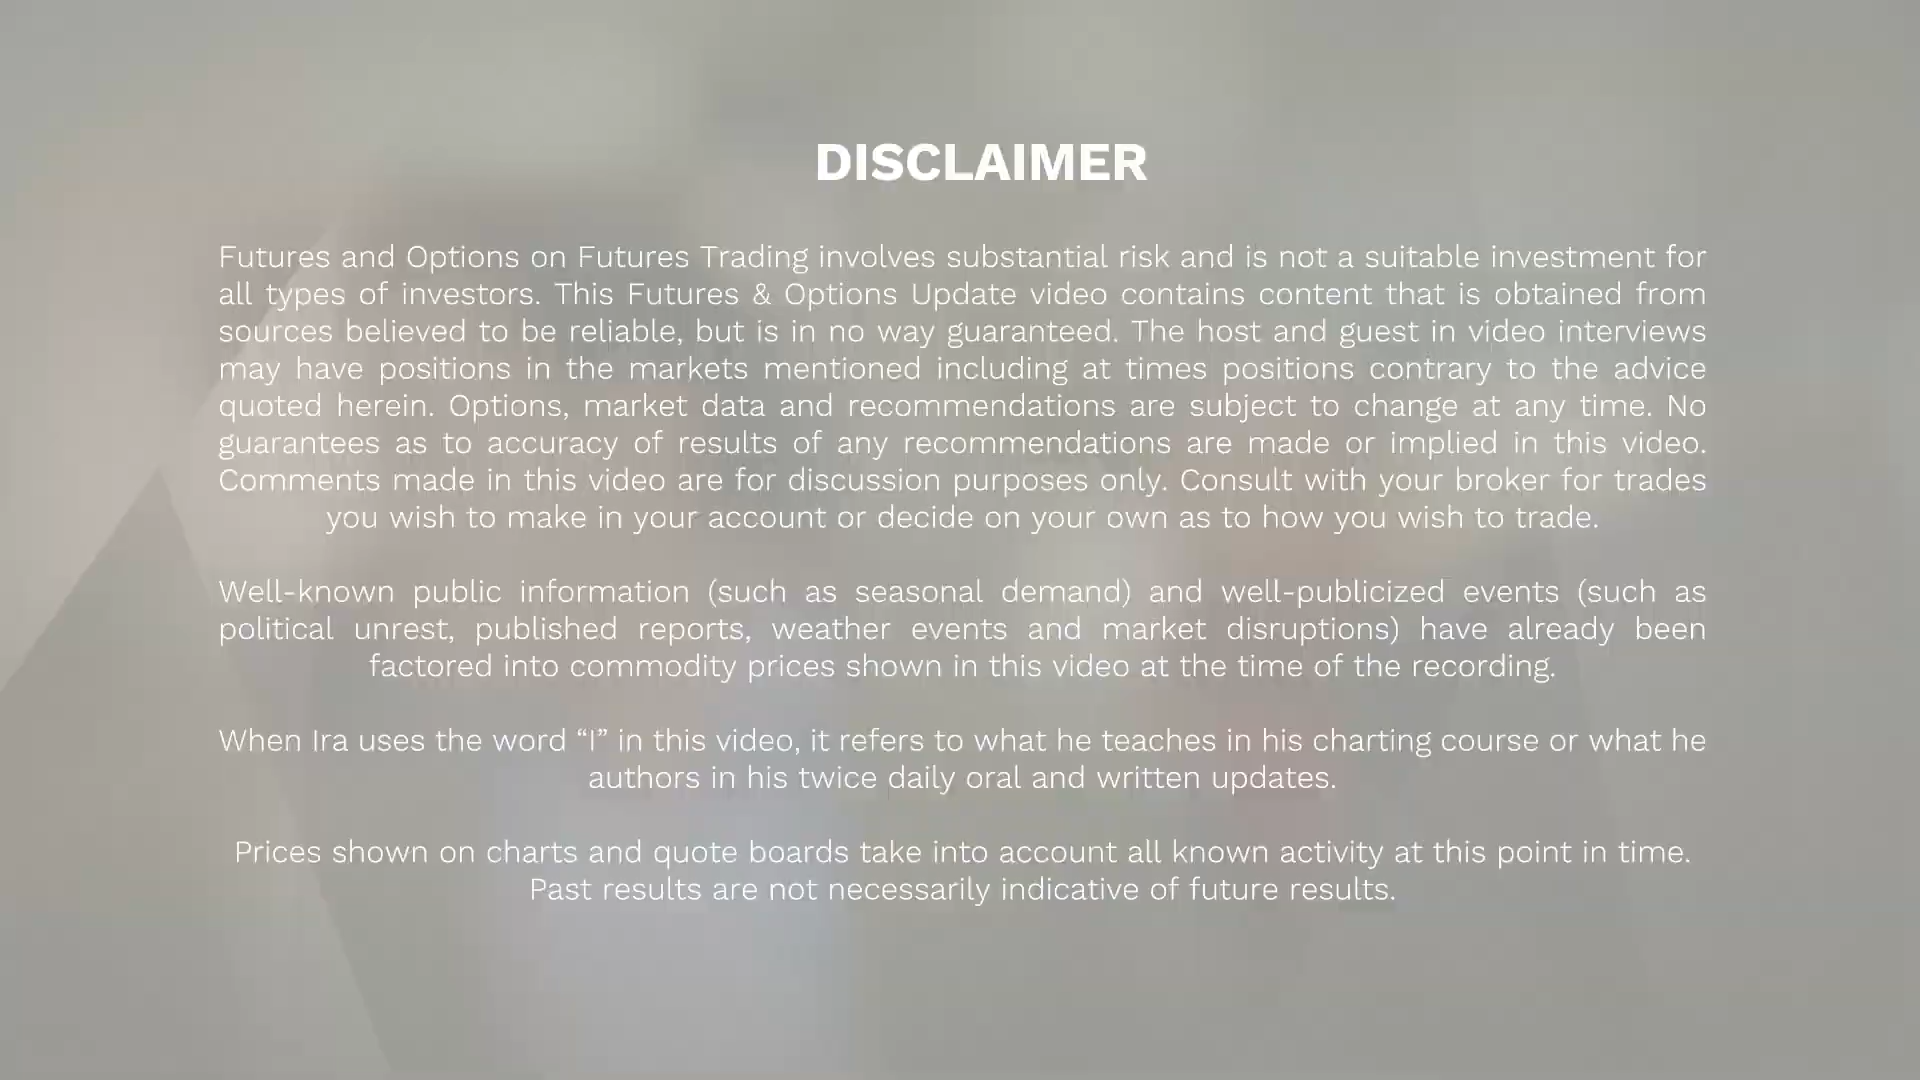 DISCLAIMER
Futures and Options on Futures Trading involves substantial risk and is not a suitable investment for
all types of investors. This Futures & Options Update video contains content that is obtained from
sources believed to be reliable, but is in no way guaranteed. The host and guest in video interviews
may have positions in the markets mentioned including at times positions contrary to the advice
quoted herein. Options, market data and recommendations are subject to change at any time. No
guarantees as to accuracy of results of any recommendations are made or implied in this video.
Comments made in this video are for discussion purposes only. Consult with your broker for trades
you wish to make in your account or decide on your own as to how you wish to trade.
Well-known public information (such as seasonal demand) and well-publicized events (such as
political unrest, published reports, weather events and market disruptions) have already been
factored into commodity prices shown in this video at the time of the recording.
When Ira uses the word “I” in this video, it refers to what he teaches in his charting course or what he
authors in his twice daily oral and written updates.
Prices shown on charts and quote boards take into account all known activity at this point in time.
Past results are not necessarily indicative of future results.